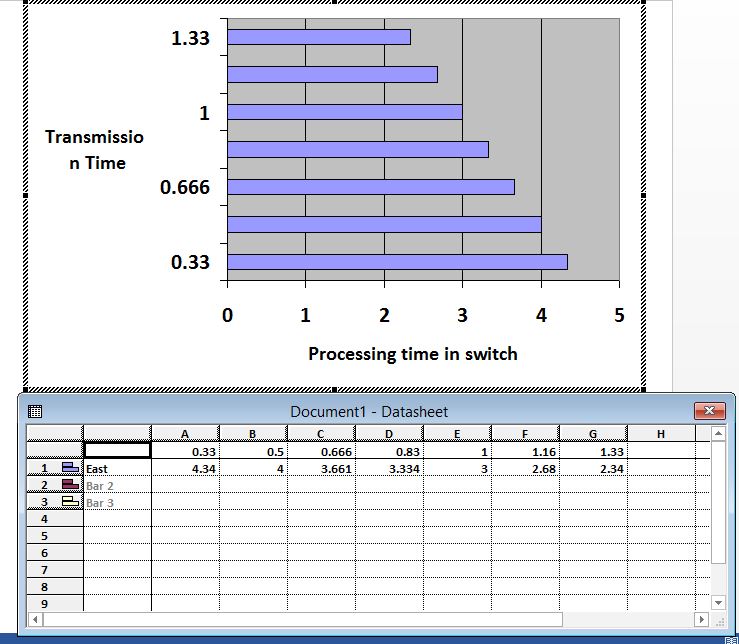 1.33
1
Transmissio
n Time
0.666
0.33
0 1 2 3 4 5
Processing time in switch
Document1 - Datasheet
A B C D E F G H
0.33 0.5 0.666 0.83 1 1.16 1.33
1 East 4.34 4 3.661 3.334 3 2.68 2.34
2 Bar 2
3 Bar 3
4
5
6
7
8
9